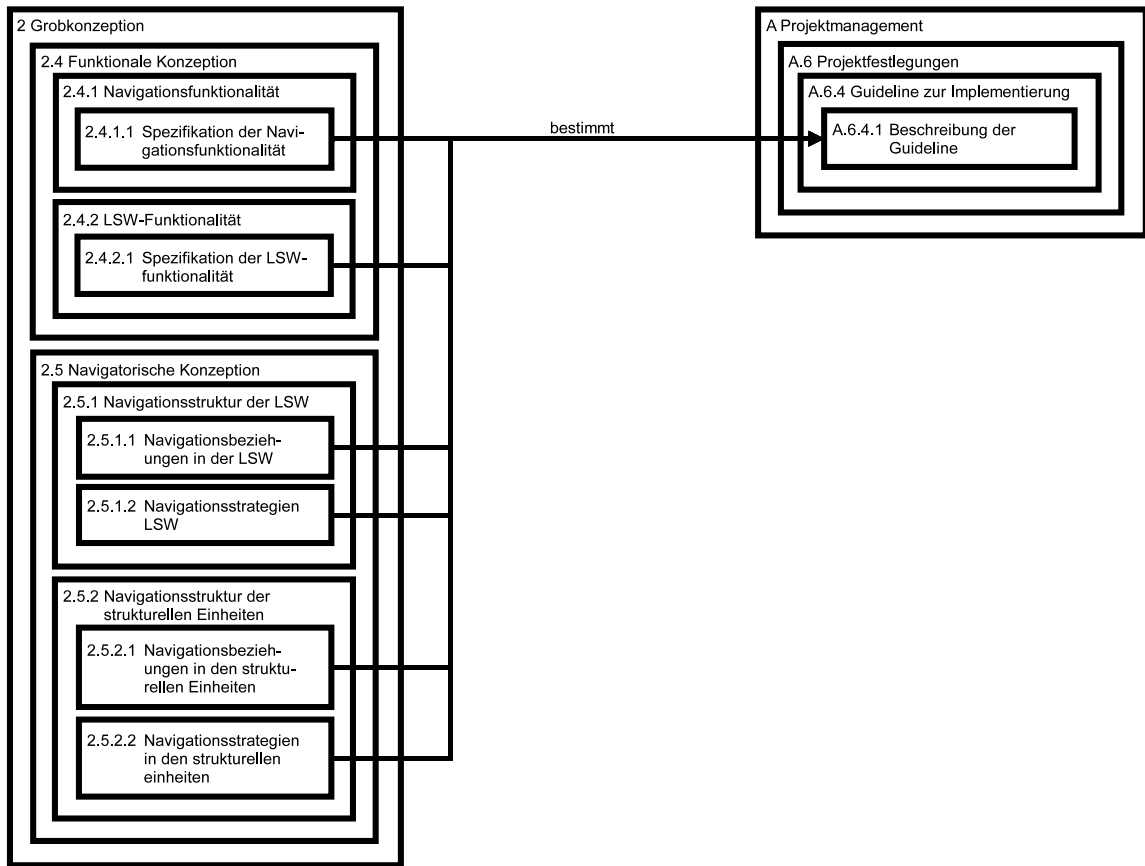 2 Grobkonzeption
2.4 Funktionale Konzeption
2.4.1 Navigationsfunktionalität
2.4.1.1 Spezifikation der Navi-
gationsfunktionalität
2.4.2 LSW-Funktionalität
2.4.2.1 Spezifikation der LSW-
funktionalität
2.5 Navigatorische Konzeption
2.5.1 Navigationsstruktur der LSW
2.5.1.1 Navigationsbezieh-
ungen in der LSW
2.5.1.2 Navigationsstrategien
LSW
2.5.2 Navigationsstruktur der
strukturellen Einheiten
2.5.2.1 Navigationsbezieh-
ungen in den struktu-
rellen Einheiten
2.5.2.2 Navigationsstrategien
in den strukturellen
einheiten
bestimmt
A Projektmanagement
A.6 Projektfestlegungen
A.6.4 Guideline zur Implementierung
A.6.4.1 Beschreibung der
Guideline